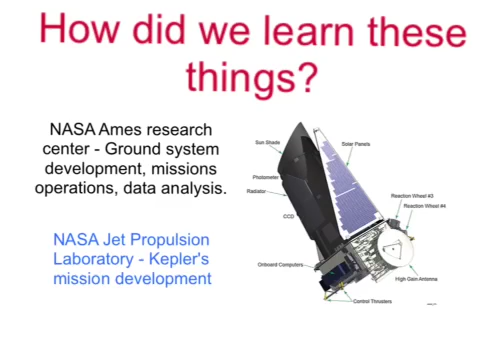 How did we learn these
things?
NASA Ames research
center - Ground system
development, missions
operations, data analysis.
NASA Jet Propulsion
Laboratory - Kepler's
mission development
Sun Shade
Solar Panels
Photometer
Radiator
CCD
Reaction Wheel #3
Reaction Wheel #4
Onboard Computers
High Gain Antenna
Control Thrusters